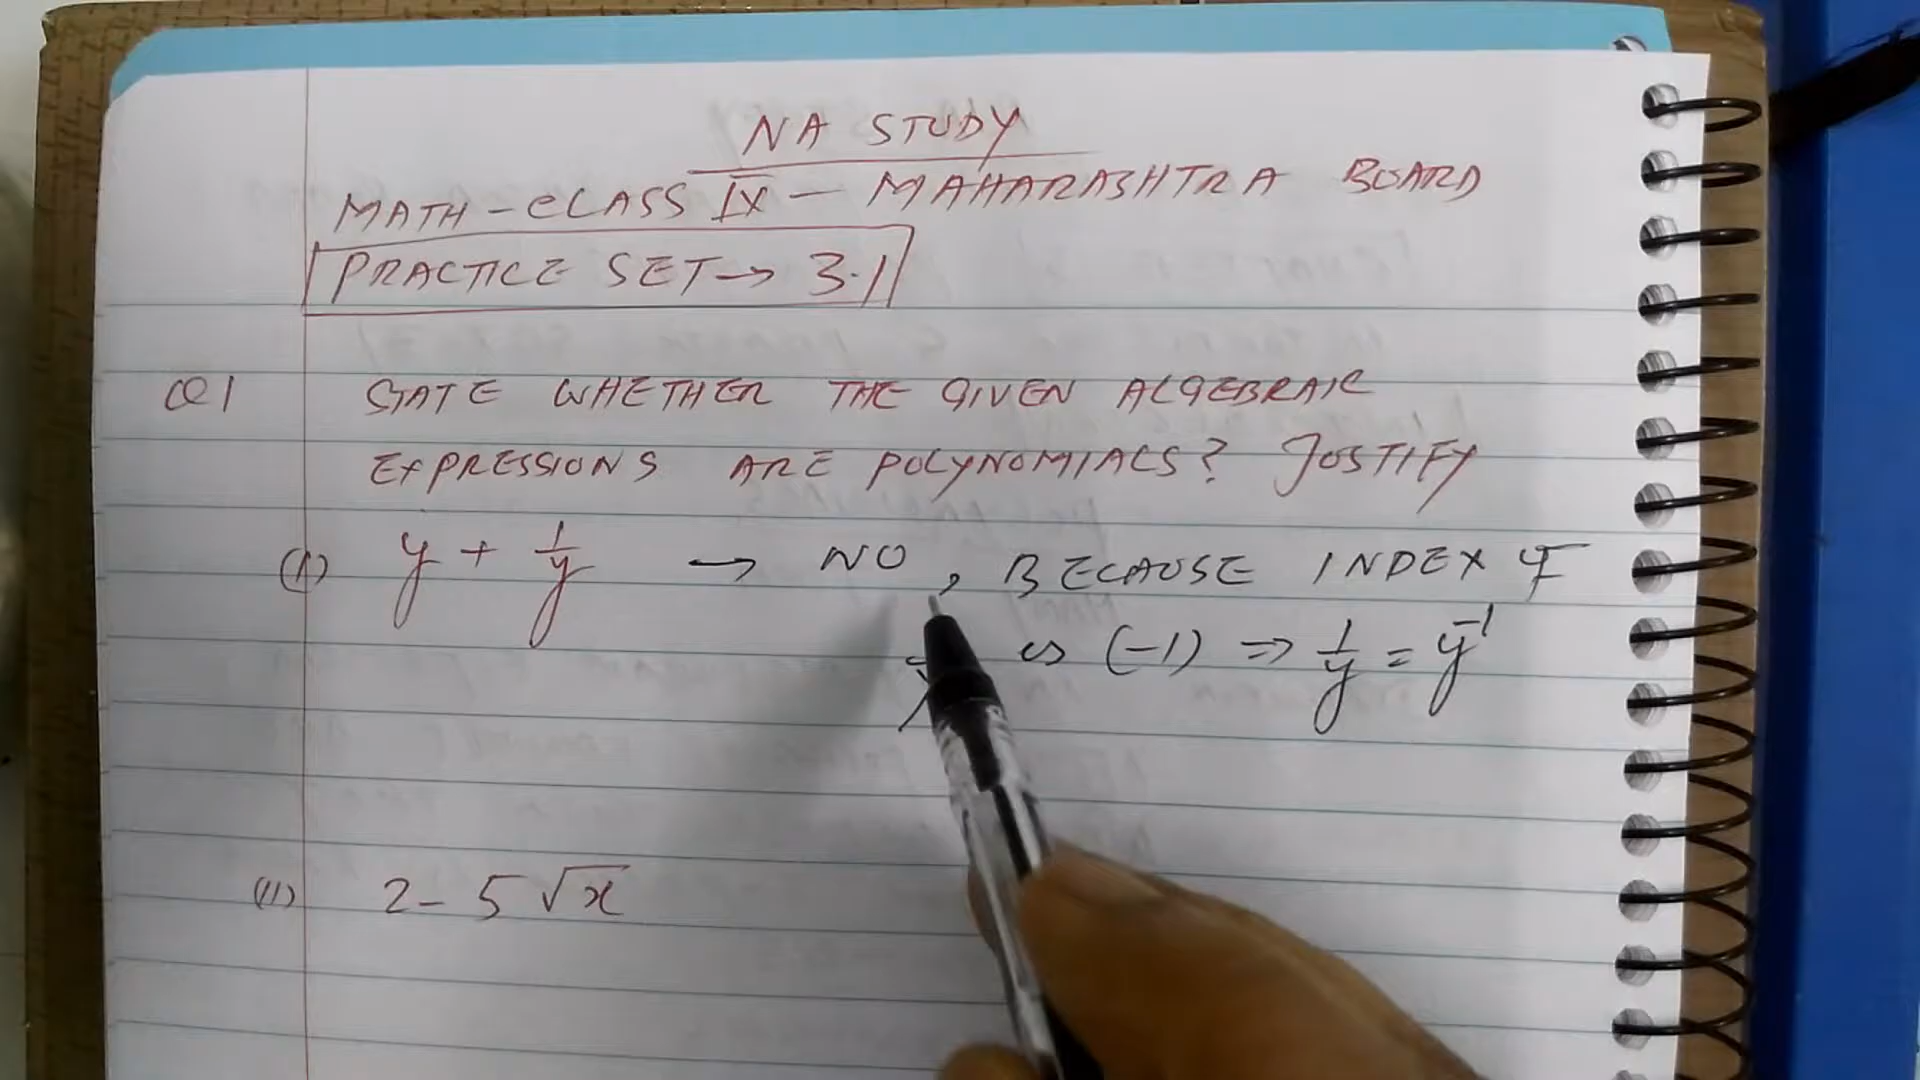 NA STUDY
MATH - CLASS IX - MAHARASHTRA BOARD
PRACTICE SET → 3.1
Q1 STATE WHETHER THE GIVEN ALGEBRAIC
EXPRESSIONS ARE POLYNOMIALS? JUSTIFY
(i) y + 1/y → NO, BECAUSE INDEX OF
y is (-1) ⇒ 1/y = y⁻¹
(ii) 2 - 5√x